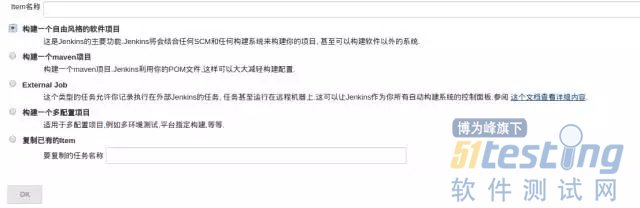 Item名称
构建一个自由风格的软件项目
这是Jenkins的主要功能.Jenkins将会结合任何SCM和任何构建系统来构建你的项目, 甚至可以构建软件以外的系统.
构建一个maven项目
构建一个maven项目.Jenkins利用你的POM文件,这样可以大大减轻构建配置.
External Job
这个类型的任务允许你记录执行在外部Jenkins的任务, 任务甚至运行在远程机器上.这可以让Jenkins作为你所有自动构建系统的控制面板.参阅 这个文档查看详细内容.
构建一个多配置项目
适用于多配置项目,例如多环境测试,平台指定构建,等等.
复制已有的Item
要复制的任务名称
OK
博为峰旗下
51testing
软件测试网